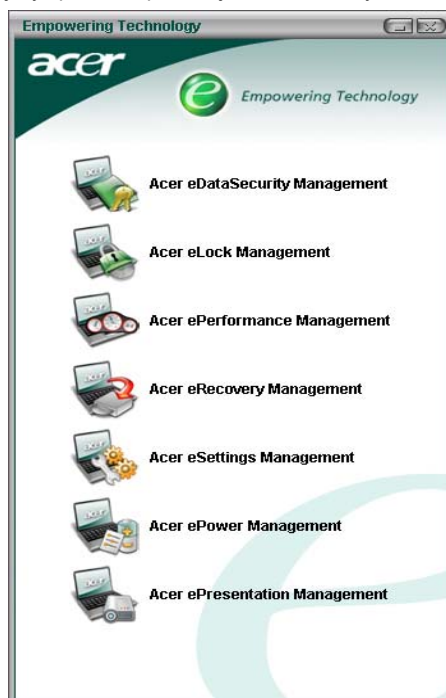 Empowering Technology
acer
e Empowering Technology
Acer eDataSecurity Management
Acer eLock Management
Acer ePerformance Management
Acer eRecovery Management
Acer eSettings Management
Acer ePower Management
Acer ePresentation Management